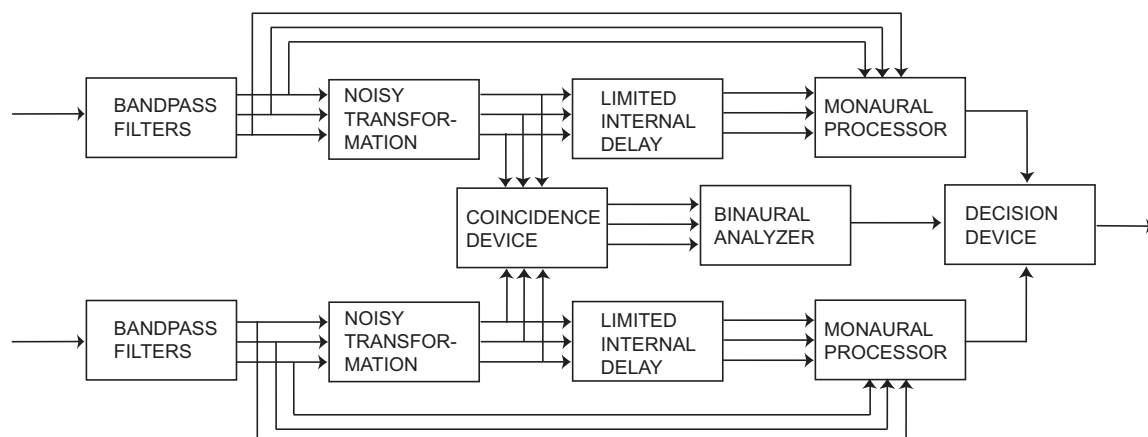 BANDPASS
FILTERS
NOISY
TRANSFOR-
MATION
LIMITED
INTERNAL
DELAY
MONAURAL
PROCESSOR
COINCIDENCE
DEVICE
BINAURAL
ANALYZER
DECISION
DEVICE
BANDPASS
FILTERS
NOISY
TRANSFOR-
MATION
LIMITED
INTERNAL
DELAY
MONAURAL
PROCESSOR